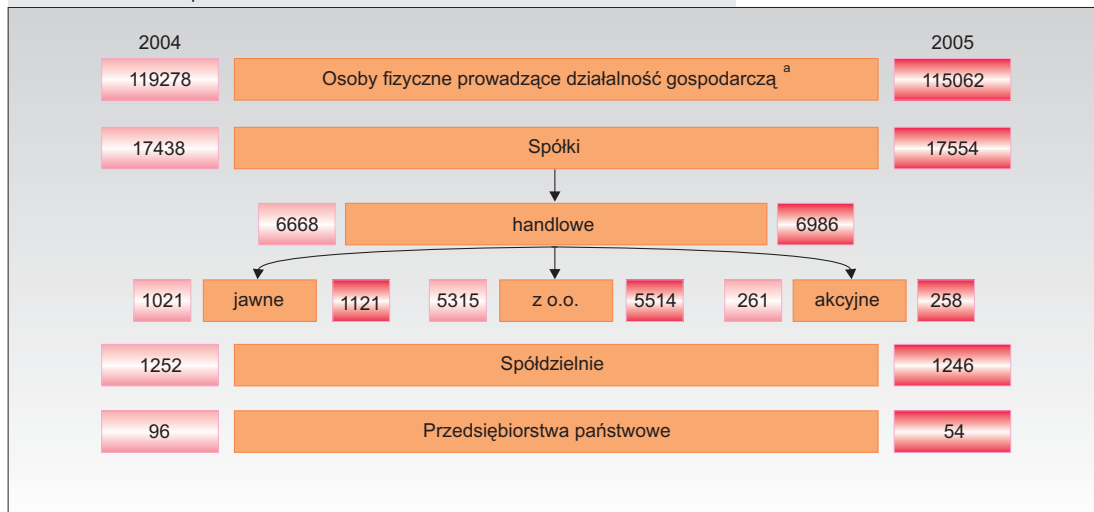 2004 2005
119278 Osoby fizyczne prowadzące działalność gospodarczą a 115062
17438 Spółki 17554
6668 handlowe 6986
1021 jawne 1121 5315 z o.o. 5514 261 akcyjne 258
1252 Spółdzielnie 1246
96 Przedsiębiorstwa państwowe 54